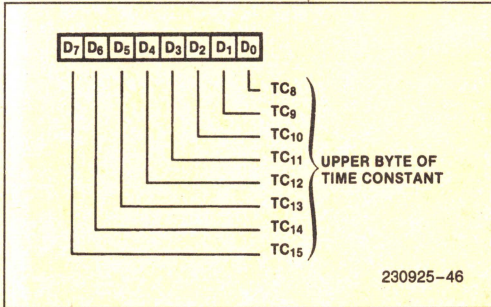 D7 D6 D5 D4 D3 D2 D1 D0
TC8
TC9
TC10
TC11
TC12
TC13
TC14
TC15
UPPER BYTE OF
TIME CONSTANT
230925-46